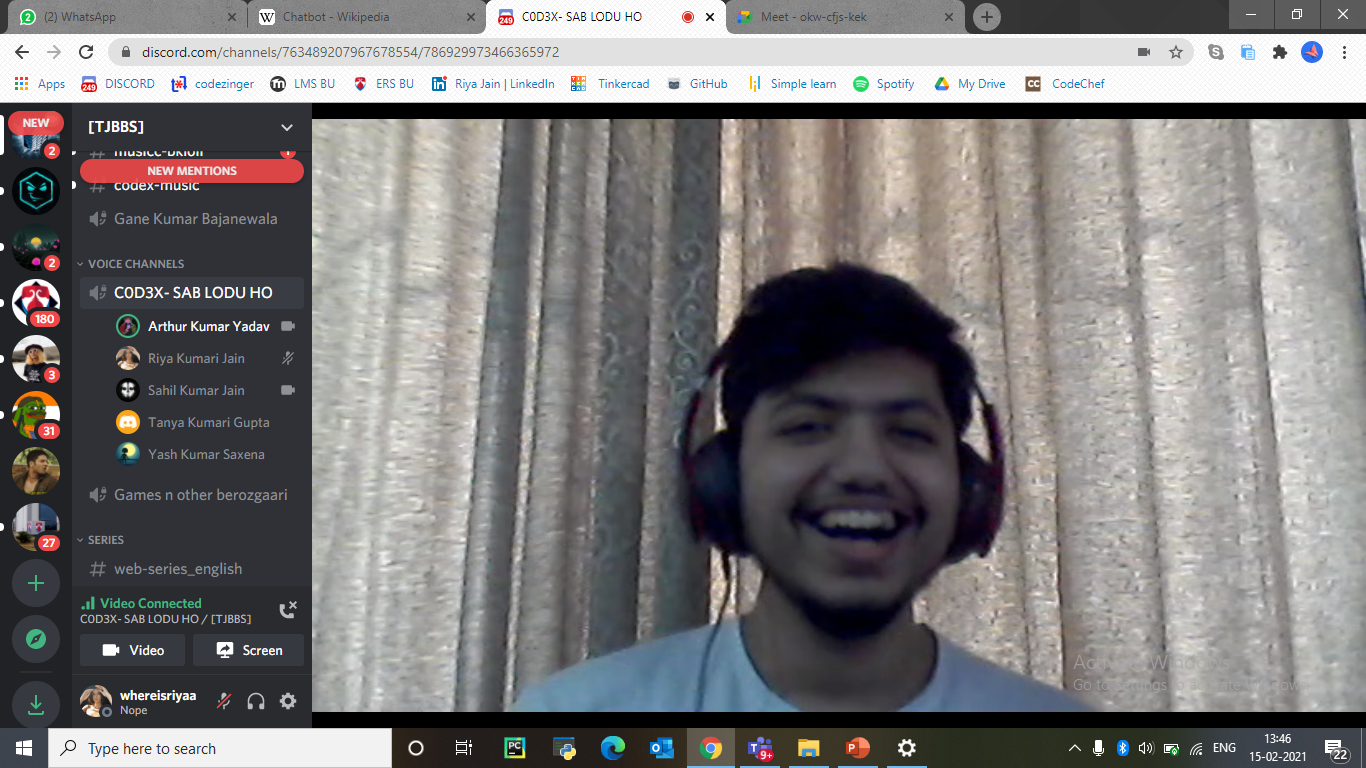 (2) WhatsApp
Chatbot - Wikipedia
C0D3X- SAB LODU HO
Meet - okw-cfjs-kek
discord.com/channels/763489207967678554/786929973466365972
Apps
249
DISCORD
codezinger
LMS BU
ERS BU
Riya Jain | LinkedIn
Tinkercad
GitHub
Simple learn
Spotify
My Drive
CC
CodeChef
NEW
2
2
180
3
31
27
[TJBBS]
NEW MENTIONS
codex-music
Gane Kumar Bajanewala
VOICE CHANNELS
C0D3X- SAB LODU HO
Arthur Kumar Yadav
Riya Kumari Jain
Sahil Kumar Jain
Tanya Kumari Gupta
Yash Kumar Saxena
Games n other berozgaari
SERIES
# web-series_english
Video Connected
C0D3X- SAB LODU HO / [TJBBS]
Video
Screen
whereisriyaa
Nope
Activate Windows
Type here to search
PC
9+
ENG
13:46
15-02-2021
22